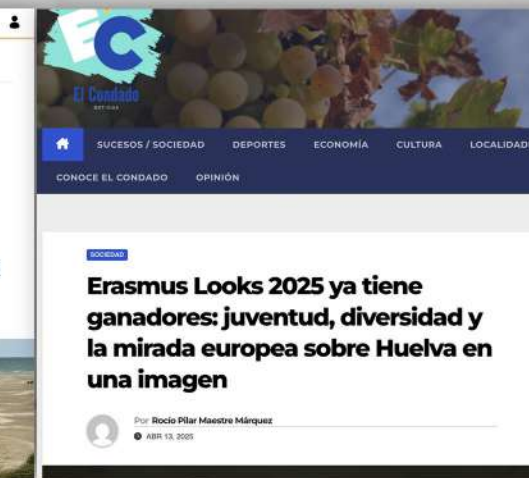 EC
El Condado
SUCESOS / SOCIEDAD DEPORTES ECONOMÍA CULTURA LOCALIDAD
CONOCE EL CONDADO OPINIÓN
SOCIEDAD
Erasmus Looks 2025 ya tiene
ganadores: juventud, diversidad y
la mirada europea sobre Huelva en
una imagen
Por Rocío Pilar Maestre Márquez
ABR 13, 2025